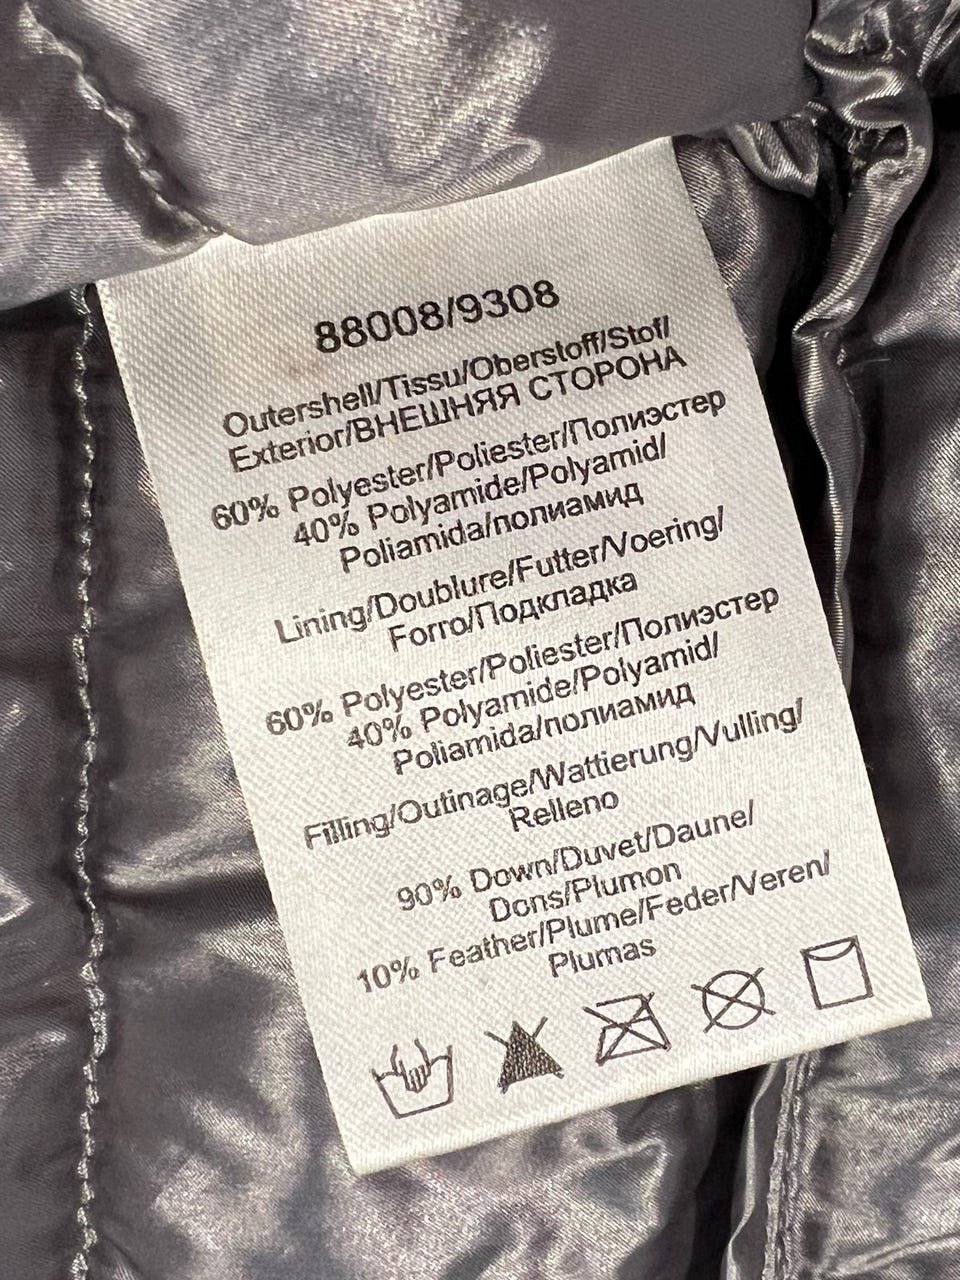 88008/9308
Outershell/Tissu/Oberstoff/Stof/
Exterior/ВНЕШНЯЯ СТОРОНА
60% Polyester/Poliester/Полиэстер
40% Polyamide/Polyamid/
Poliamida/полиамид
Lining/Doublure/Futter/Voering/
Forro/Подкладка
60% Polyester/Poliester/Полиэстер
40% Polyamide/Polyamid/
Poliamida/полиамид
Filling/Outinage/Wattierung/Vulling/
Relleno
90% Down/Duvet/Daune/
Dons/Plumon
10% Feather/Plume/Feder/Veren/
Plumas